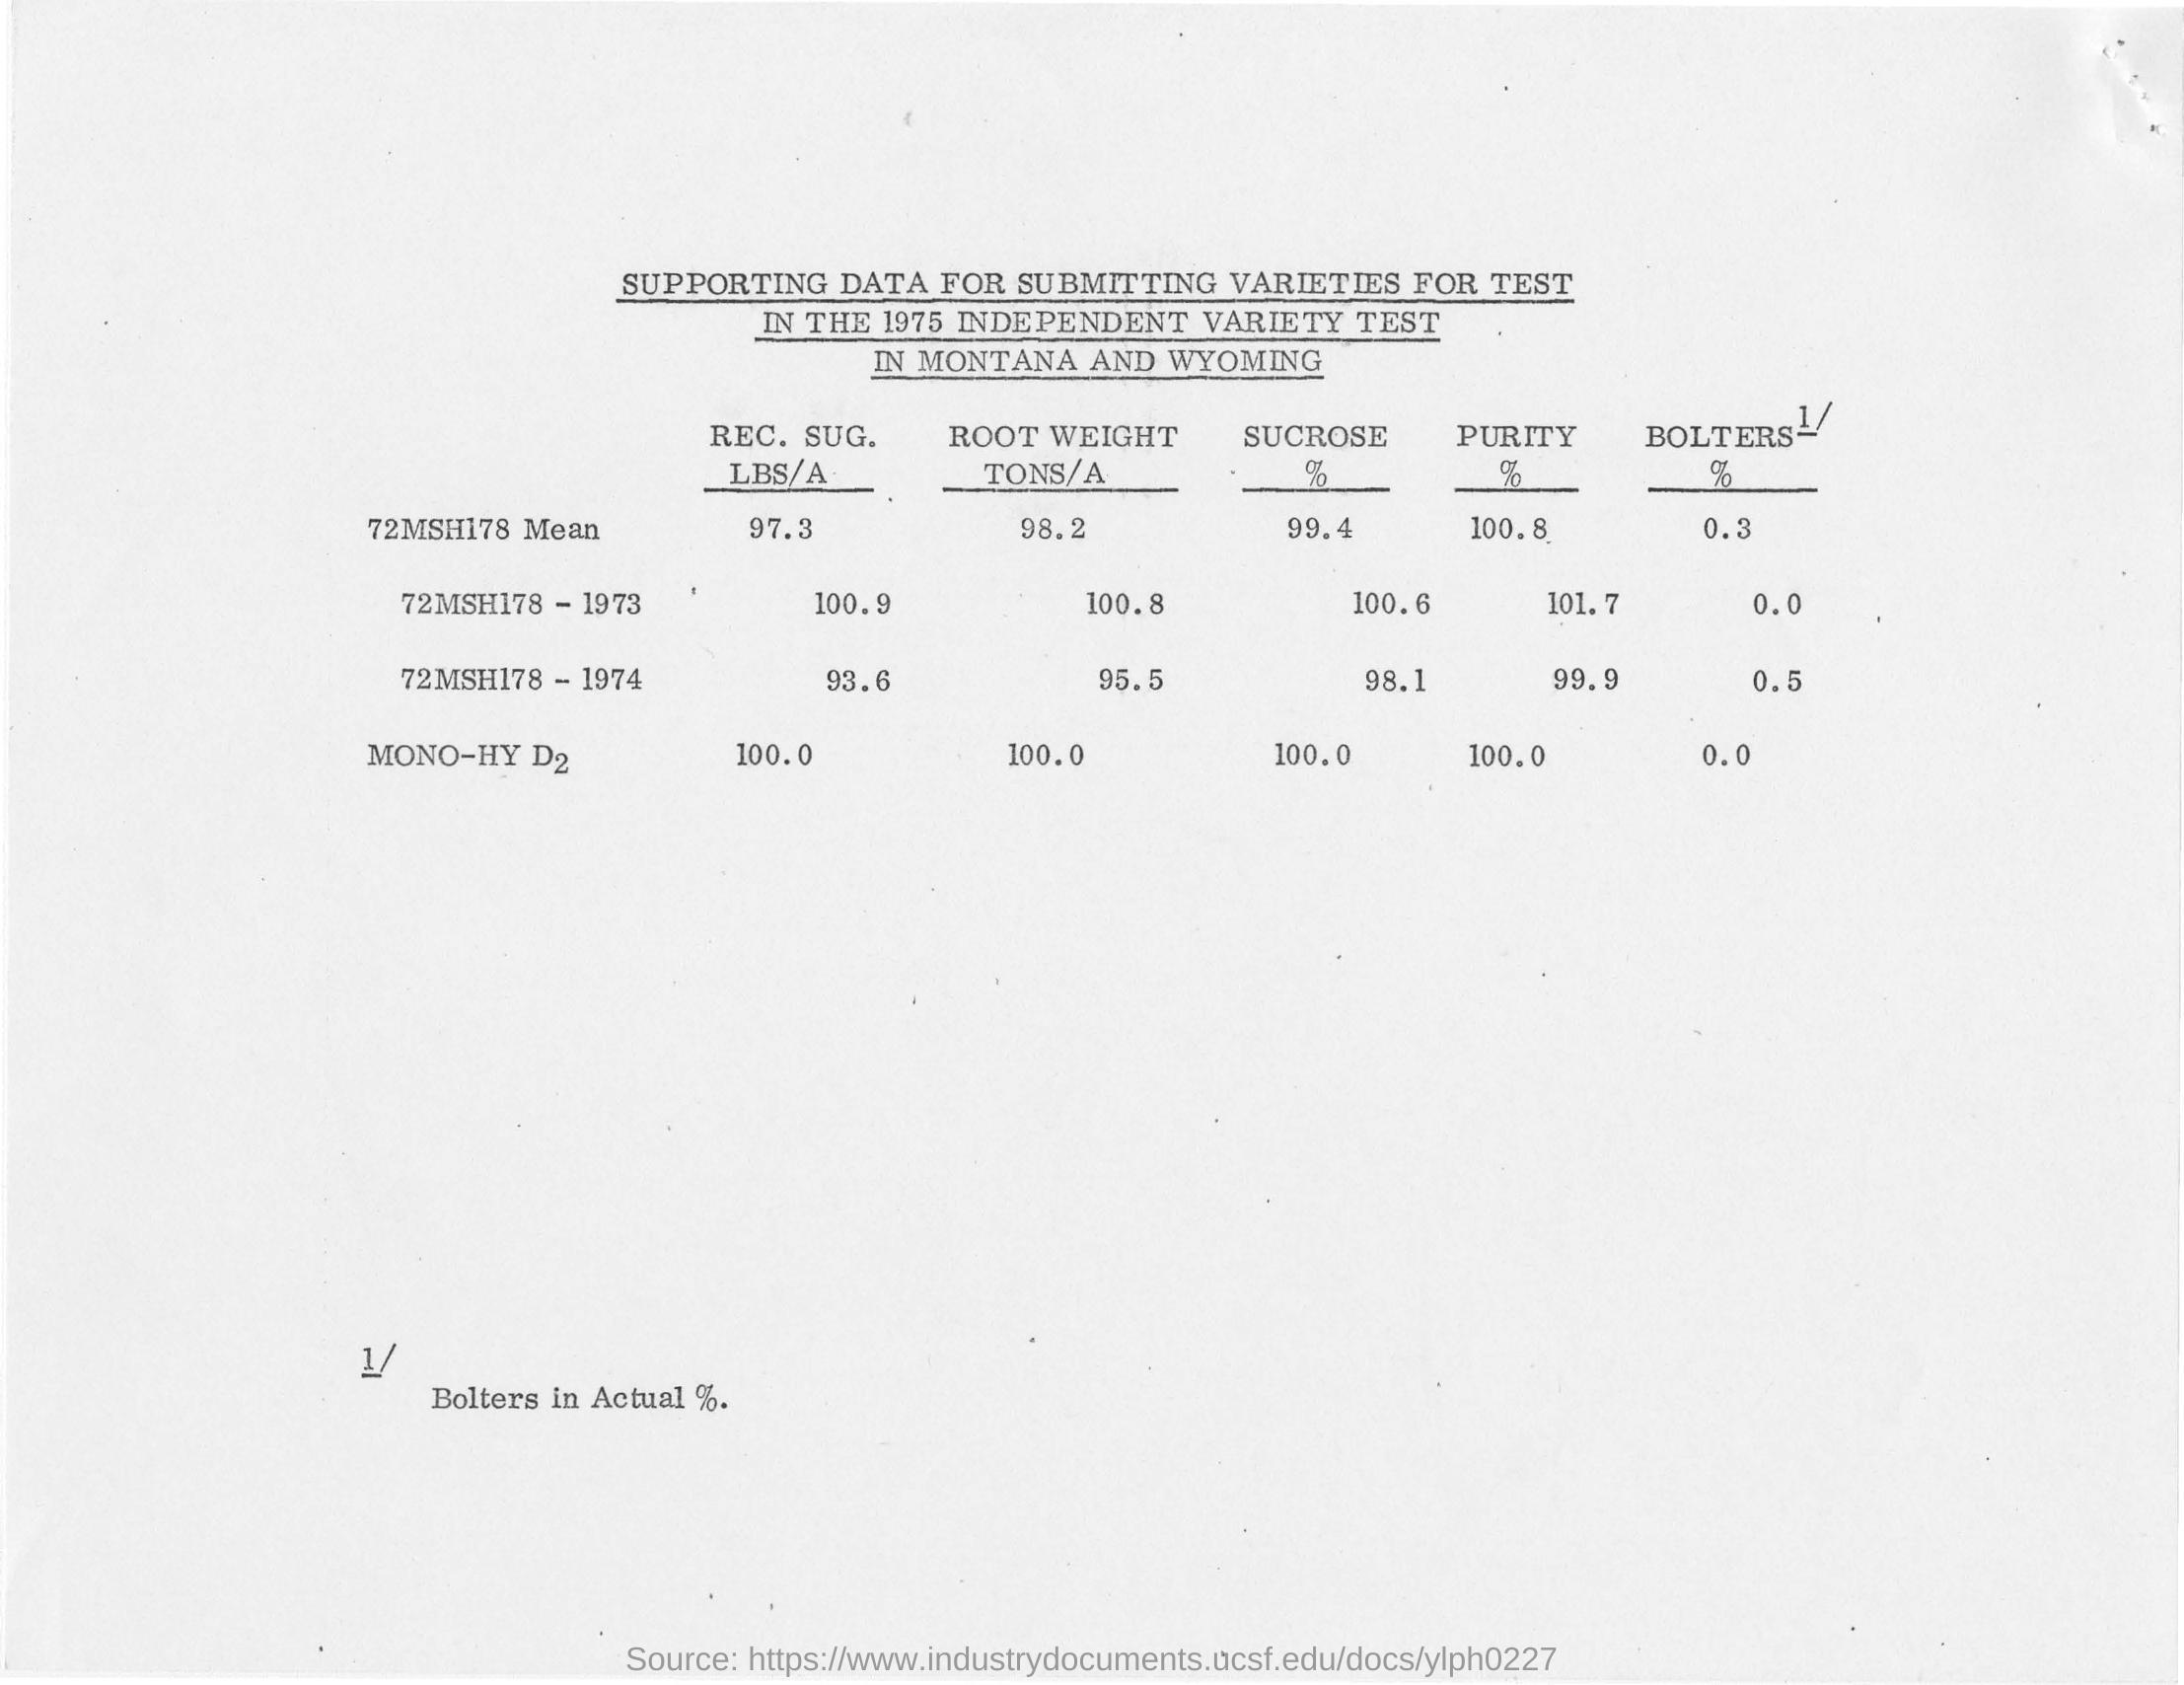 SUPPORTING DATA FOR SUBMITTING VARIETIES FOR TEST
IN THE 1975 INDEPENDENT VARIETY TEST
IN MONTANA AND WYOMING
REC. SUG. ROOT WEIGHT SUCROSE PURITY BOLTERS 1/
LBS/A TONS/A % % %
72MSH178 Mean 97.3 98.2 99.4 100.8 0.3
72MSH178 - 1973 100.9 100.8 100.6 101.7 0.0
72MSH178 - 1974 93.6 95.5 98.1 99.9 0.5
MONO-HY D2 100.0 100.0 100.0 100.0 0.0
1/
Bolters in Actual %.
Source: https://www.industrydocuments.ucsf.edu/docs/ylph0227